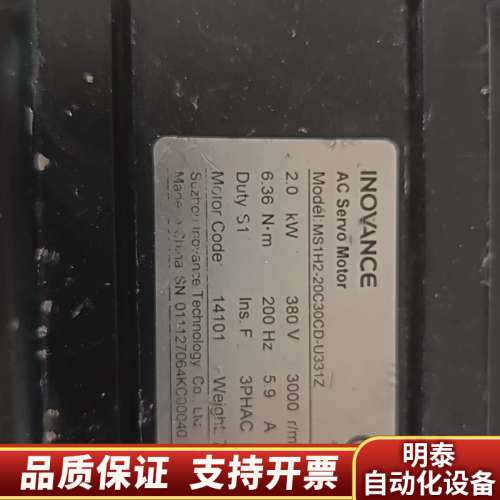 INOVANCE
AC Servo Motor
Model:MS1H2-20C30CD-U331Z
2.0 kW 380 V 3000 r/m
6.36 N·m 200 Hz 5.9 A
Duty S1 Ins. F 3PHAC
Motor Code: 14101 Weight:
Suzhou Inovance Technology Co., Ltd.
Made in China SN 011127064KC00040
品质保证 支持开票
明泰
自动化设备